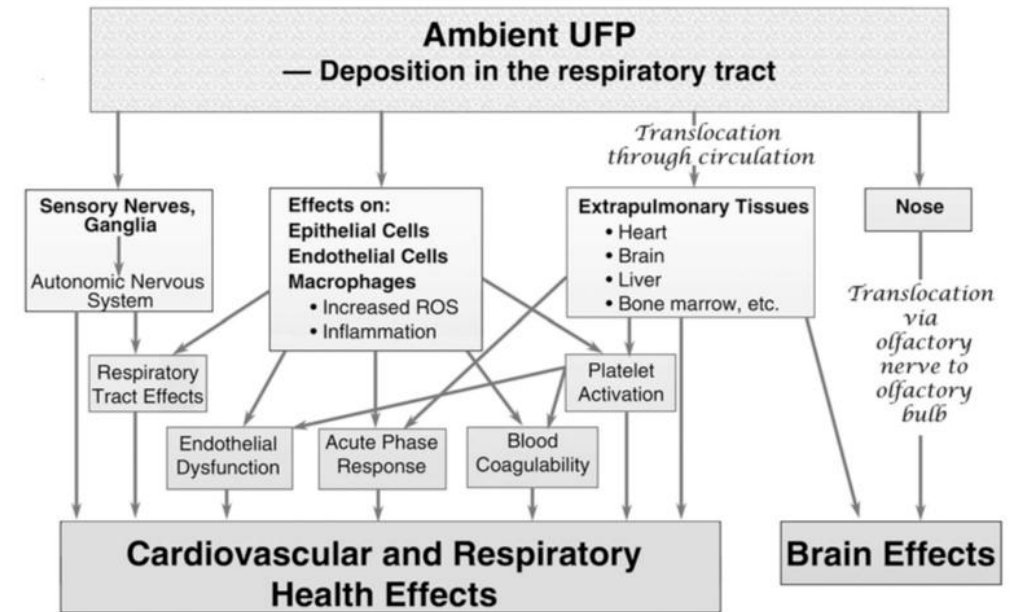 Ambient UFP
— Deposition in the respiratory tract
Translocation
through circulation
Sensory Nerves,
Ganglia
Autonomic Nervous
System
Effects on:
Epithelial Cells
Endothelial Cells
Macrophages
• Increased ROS
• Inflammation
Extrapulmonary Tissues
• Heart
• Brain
• Liver
• Bone marrow, etc.
Nose
Translocation
via
olfactory
nerve to
olfactory
bulb
Respiratory
Tract Effects
Platelet
Activation
Endothelial
Dysfunction
Acute Phase
Response
Blood
Coagulability
Cardiovascular and Respiratory
Health Effects
Brain Effects